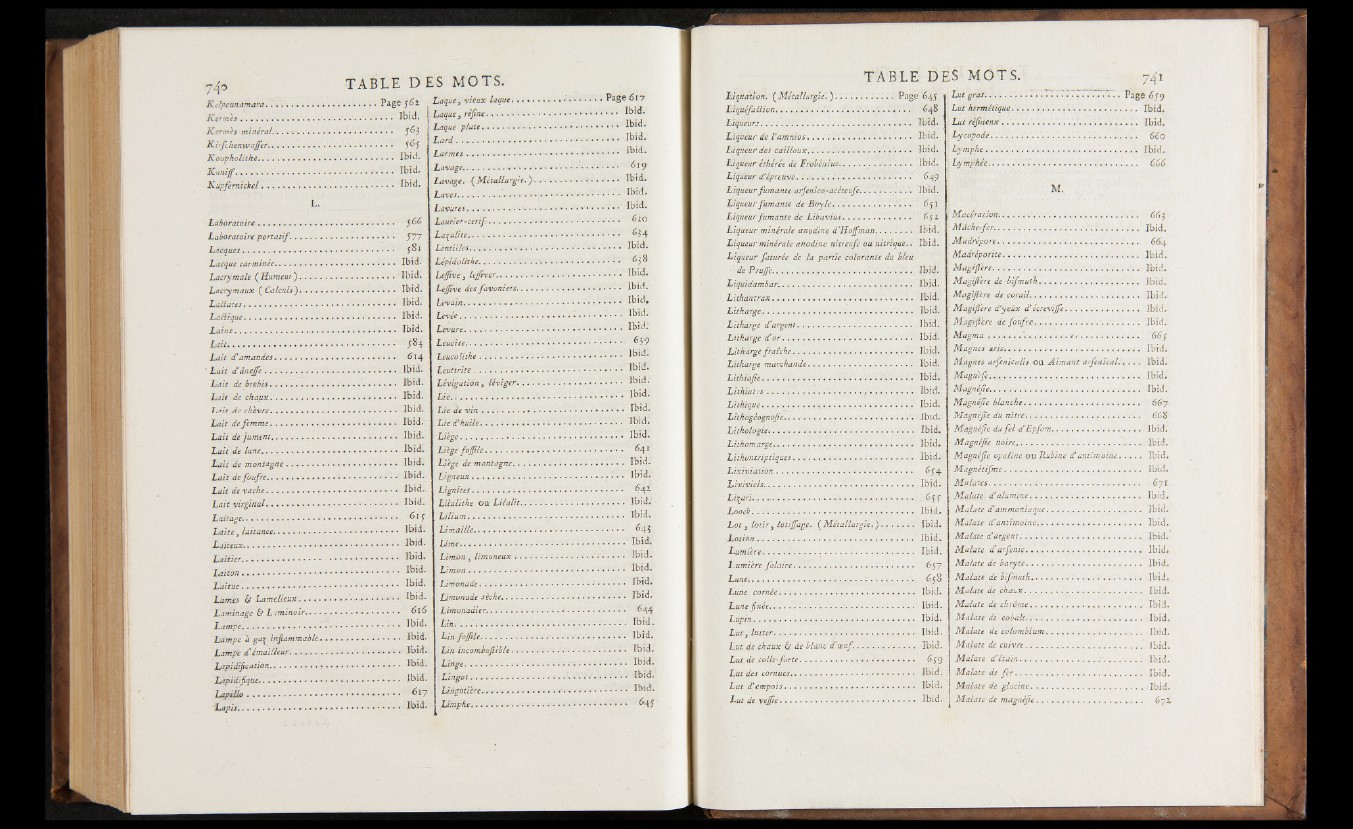 740
TABLE DES MOTS.
Kelpennamara Page 562
Kermès Ibid.
Kermès minéral 563
Kirschenwasser 565
Koupholithe Ibid.
Kuniff Ibid.
Kupfernickel Ibid.
L.
Laboratoire 566
Laboratoire portatif 577
Lacques 581
Lacque carminée Ibid.
Lacrymale (Humeur) Ibid.
Lacrymaux (Calculs) Ibid.
Lactates Ibid.
Lactique Ibid.
Laine Ibid.
Lait 584
Lait d'amandes 614
Lait d'ânesse Ibid.
Lait de brebis Ibid.
Lait de chaux Ibid.
Lait de chèvre Ibid.
Lait de femme Ibid.
Lait de jument Ibid.
Lait de lune Ibid.
Lait de montagne Ibid.
Lait de soufre Ibid.
Lait de vache Ibid.
Lait virginal Ibid.
Laitage 615
Laite, laitance Ibid.
Laiteux Ibid.
Laitier Ibid.
Laiton Ibid.
Laitue Ibid.
Lames & Lamelleux Ibid.
Laminage & Laminoir 616
Lampe Ibid.
Lampe à gaz inflammable Ibid.
Lampe d'émailleur Ibid.
Lapidification Ibid.
Lapidifique Ibid.
Lapillo 617
Lapis Ibid.
Laque, vieux laque Page 617
Laque, résine Ibid.
Laque plate Ibid.
Lard Ibid.
Larmes Ibid.
Lavage 619
Lavage. (Métallurgie.) Ibid.
Laves Ibid.
Lavures Ibid.
Laurier-cerise 620
Lazulite 634
Lentilles Ibid.
Lépidolithe 638
Lessive, lessiver Ibid.
Lessive des savoniers Ibid.
Levain Ibid.
Levée Ibid.
Levure Ibid.
Leucite 639
Leucolithe Ibid.
Leuttrite Ibid.
Lévigation, léviger Ibid.
Lie Ibid.
Lie de vin Ibid.
Lie d'huile Ibid.
Liège Ibid.
Liège fossile 641
Liège de montagne Ibid.
Ligneux Ibid.
Lignites 642
Lilalithe ou Lilalit Ibid.
Lilium Ibid.
Limaille 643
Lime Ibid.
Limon, limoneux Ibid.
Limon Ibid.
Limonade Ibid.
Limonade sèche Ibid.
Limonadier 644
Lin Ibid.
Lin fossile Ibid.
Lin incombustible Ibid.
Linge Ibid.
Lingot Ibid.
Lingotière Ibid.
Limphe 645
TABLE DES MOTS.
741
Liquation. (Métallurgie.) Page 645
Liquéfaction 648
Liqueurs Ibid.
Liqueur de l'amnios Ibid.
Liqueur des cailloux Ibid.
Liqueur éthérée de Frobénius Ibid.
Liqueur d'épreuve 649
Liqueur fumante arsenico-acéteuse Ibid.
Liqueur fumante de Boyle 651
Liqueur fumante de Libavius 652
Liqueur minérale anodine d'Hoffman Ibid.
Liqueur minérale anodine nitreuse ou nitrique Ibid.
Liqueur saturée de la partie colorante du bleu
de Prusse Ibid.
Liquidambar Ibid.
Lithantrax Ibid.
Litharge Ibid.
Litharge d'argent Ibid.
Litharge d'or Ibid.
Litharge fraîche Ibid.
Litharge marchande Ibid.
Lithiasie Ibid.
Lithiates Ibid.
Lithique Ibid.
Lithogéognosie Ibid.
Lithologie Ibid.
Lithomarge Ibid.
Lithontriptiques Ibid.
Lixiviation 654
Lixiviels Ibid.
Lizari 655
Looch Ibid.
Lot, lotir, lotissage. (Métallurgie.) Ibid.
Lotion Ibid.
Lumière Ibid.
Lumière solaire 657
Lune 658
Lune cornée Ibid.
Lune finée Ibid.
Lupin Ibid.
Lut, lutter Ibid.
Lut de chaux & de blanc d'œuf Ibid.
Lut de colle-forte 659
Lut des cornues Ibid.
Lut d'empois Ibid.
Lut de vessie Ibid.
Lut gras Page 659
Lut hermétique Ibid.
Lut résineux Ibid.
Lycopode 660
Lymphe Ibid.
Lymphée 666
M.
Macération 663
Mâche-fer Ibid.
Madrépore 664
Madréporite Ibid.
Magistère Ibid.
Magistère de bismuth Ibid.
Magistère de corail Ibid.
Magistère d'yeux d'écrevisse Ibid.
Magistère de soufre Ibid.
Magma 665
Magnes aris Ibid.
Magnes arsenicalis ou Aimant arsenical Ibid.
Magnèse Ibid.
Magnésie Ibid.
Magnésie blanche 667
Magnésie du nitre 668
Magnésie du sel d'Epsom Ibid.
Magnésie noire Ibid.
Magnésie opaline ou Rubine d'antimoine Ibid.
Magnétisme Ibid.
Malates 671
Malate d'alumine Ibid.
Malate d'ammoniaque Ibid.
Malate d'antimoine Ibid.
Malate d'argent Ibid.
Malate d'arsenic Ibid.
Malate de baryte Ibid.
Malate de bismuth Ibid.
Malate de chaux Ibid.
Malate de chrôme Ibid.
Malate de cobalt Ibid.
Malate de colombium Ibid.
Malate de cuivre Ibid.
Malate d'étain Ibid.
Malate de fer Ibid.
Malate de glucine Ibid.
Malate de magnésie 672